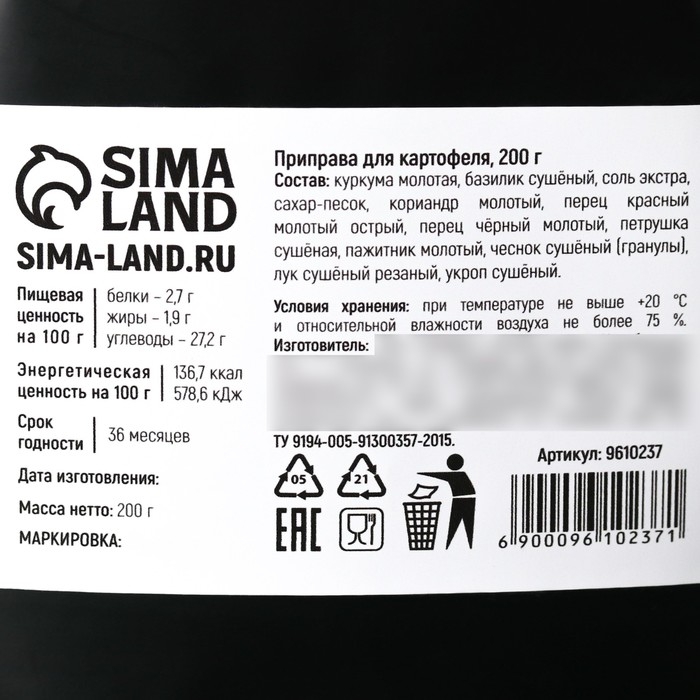 SIMA
LAND
SIMA-LAND.RU
Пищевая
ценность
на 100 г
белки – 2,7 г
жиры – 1,9 г
углеводы – 27,2 г
Энергетическая
ценность на 100 г
136,7 ккал
578,6 кДж
Срок
годности
36 месяцев
Дата изготовления:
Масса нетто: 200 г
МАРКИРОВКА:
Приправа для картофеля, 200 г
Состав: куркума молотая, базилик сушёный, соль экстра,
сахар-песок, кориандр молотый, перец красный
молотый острый, перец чёрный молотый, петрушка
сушёная, пажитник молотый, чеснок сушёный (гранулы),
лук сушёный резаный, укроп сушёный.
Условия хранения: при температуре не выше +20 °С
и относительной влажности воздуха не более 75 %.
Изготовитель:
ТУ 9194-005-91300357-2015.
05
21
EAC
Артикул: 9610237
6 900096 102371